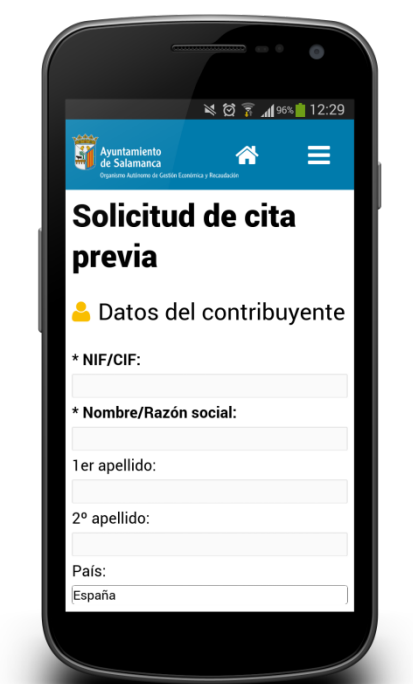 96% 12:29
Ayuntamiento
de Salamanca
Organismo Autónomo de Gestión Económica y Recaudación
Solicitud de cita
previa
Datos del contribuyente
* NIF/CIF:
* Nombre/Razón social:
1er apellido:
2º apellido:
País:
España